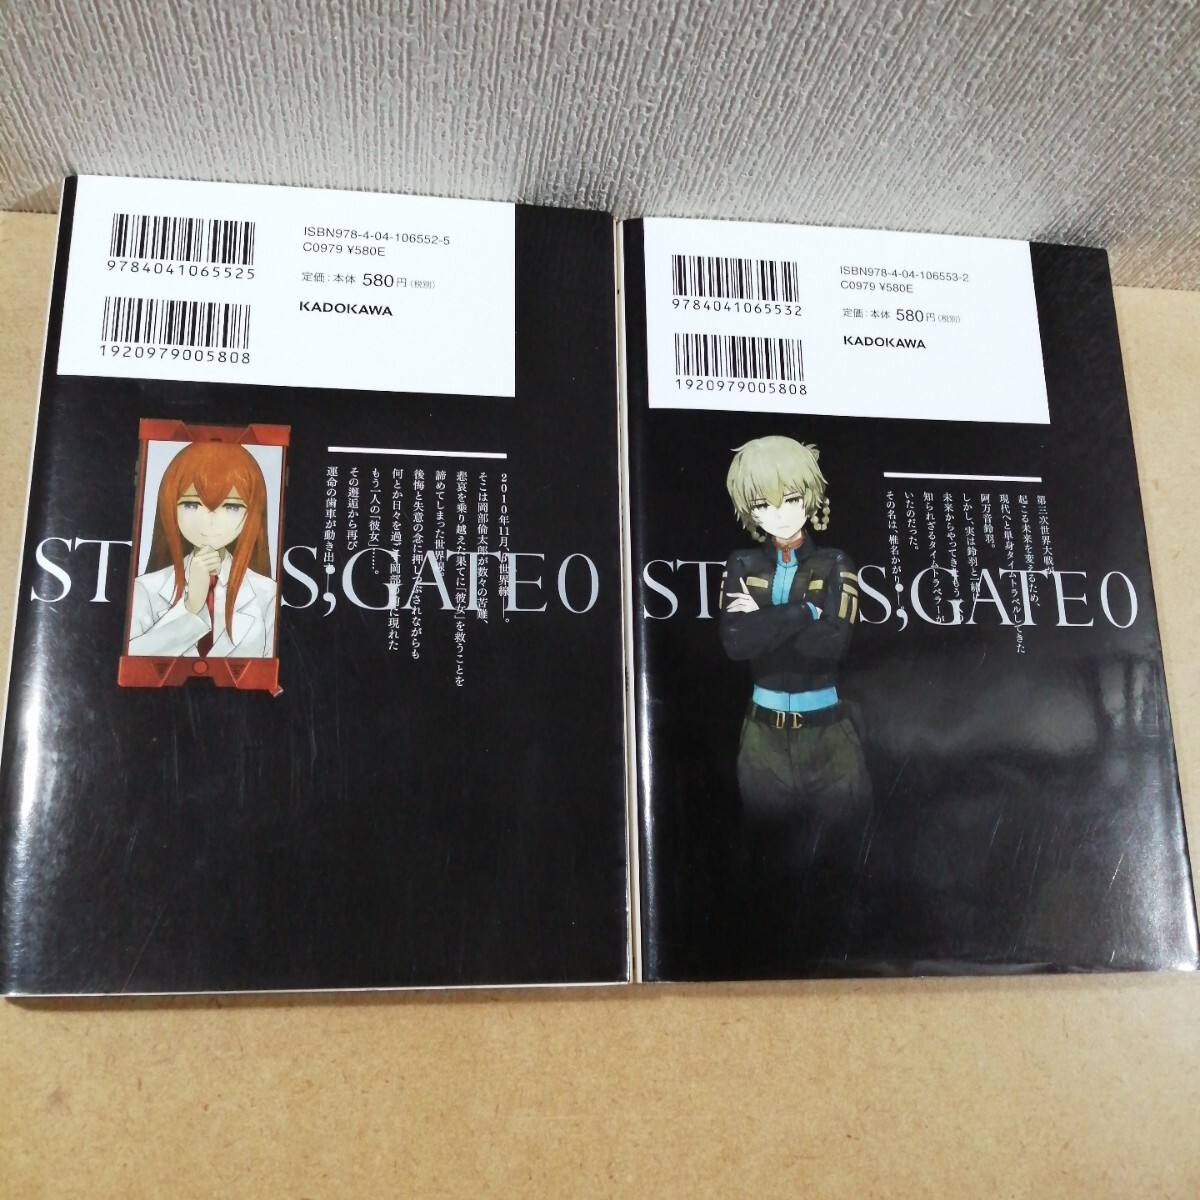 9784041065525
1920979005808
ISBN978-4-04-106552-5
C0979 ¥580E
定価：本体580円（税別）
KADOKAWA
2010年11月、β世界線――。
そこは岡部倫太郎が数々の苦難、
悲哀を乗り越えた果てに「彼女」を救うことを
諦めてしまった世界線。
後悔と失意の念に押しつぶされながらも
何とか日々を過ごす岡部の前に現れた
もう一人の「彼女」……。
その邂逅から再び
運命の歯車が動き出す。
ST S;GATE 0
9784041065532
1920979005808
ISBN978-4-04-106553-2
C0979 ¥580E
定価：本体580円（税別）
KADOKAWA
第三次世界大戦が
起こる未来を変えるため、
現代へと単身タイムトラベルしてきた
阿万音鈴羽。
しかし、実は鈴羽と一緒に
未来からやってきたもう一人の
知られざるタイムトラベラーが
いたのだった。
その名は、椎名かがり――。
ST S;GATE 0